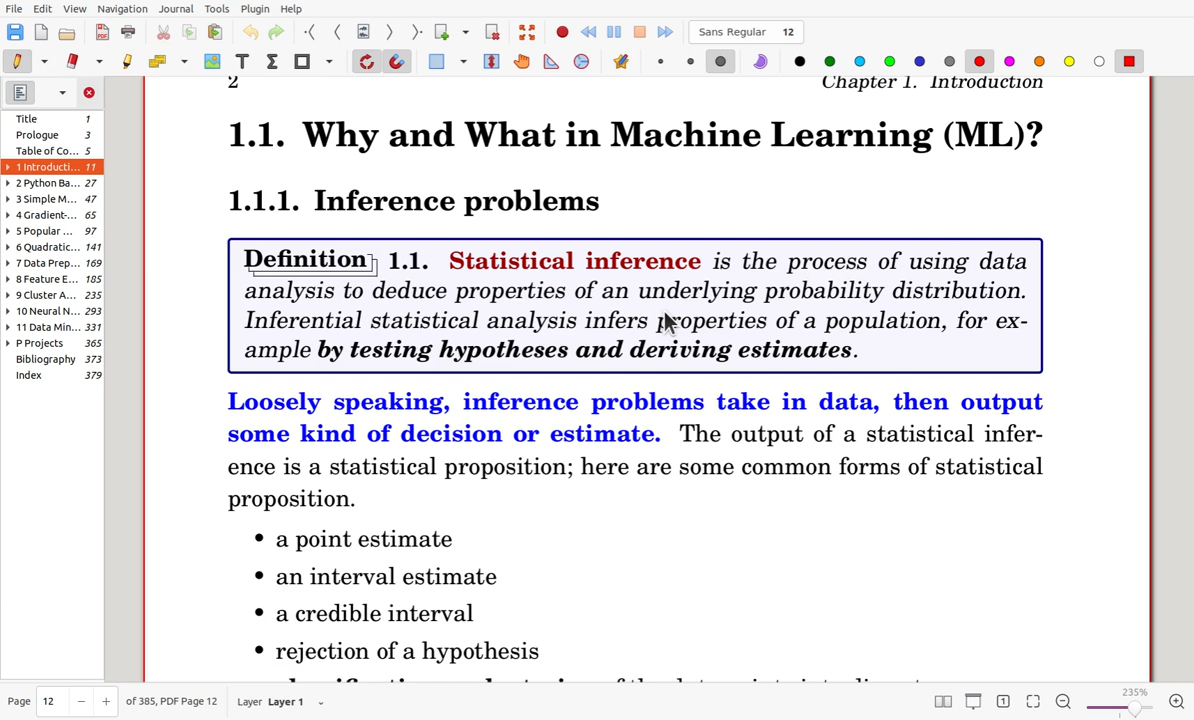 File Edit View Navigation Journal Tools Plugin Help
Sans Regular 12
Title 1
Prologue 3
Table of Co... 5
1 Introducti... 11
2 Python Ba... 27
3 Simple M... 47
4 Gradient-... 65
5 Popular ... 97
6 Quadratic... 141
7 Data Prep... 169
8 Feature E... 185
9 Cluster A... 235
10 Neural N... 293
11 Data Min... 331
P Projects 365
Bibliography 373
Index 379
2 Chapter 1. Introduction
1.1. Why and What in Machine Learning (ML)?
1.1.1. Inference problems
Definition 1.1. Statistical inference is the process of using data
analysis to deduce properties of an underlying probability distribution.
Inferential statistical analysis infers properties of a population, for ex-
ample by testing hypotheses and deriving estimates.
Loosely speaking, inference problems take in data, then output
some kind of decision or estimate. The output of a statistical infer-
ence is a statistical proposition; here are some common forms of statistical
proposition.
• a point estimate
• an interval estimate
• a credible interval
• rejection of a hypothesis
Page 12 − + of 385, PDF Page 12 Layer Layer 1
235%